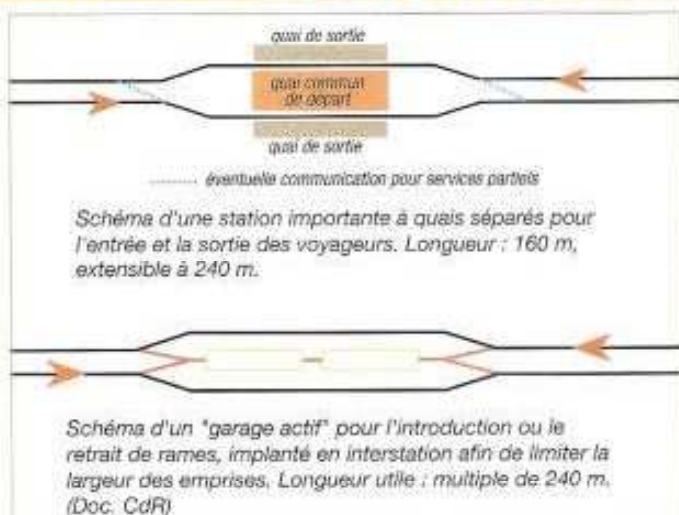 quai de sortie
quai commun
de départ
quai de sortie
éventuelle communication pour services partiels
Schéma d'une station importante à quais séparés pour
l'entrée et la sortie des voyageurs. Longueur : 160 m,
extensible à 240 m.
Schéma d'un "garage actif" pour l'introduction ou le
retrait de rames, implanté en interstation afin de limiter la
largeur des emprises. Longueur utile : multiple de 240 m.
(Doc. CdR)